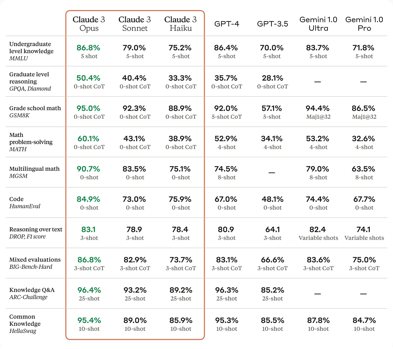 Claude 3 Opus
Claude 3 Sonnet
Claude 3 Haiku
GPT-4
GPT-3.5
Gemini 1.0 Ultra
Gemini 1.0 Pro
Undergraduate level knowledge MMLU
86.8% 5 shot
79.0% 5-shot
75.2% 5-shot
86.4% 5-shot
70.0% 5-shot
83.7% 5-shot
71.8% 5-shot
Graduate level reasoning GPQA, Diamond
50.4% 0-shot CoT
40.4% 0-shot CoT
33.3% 0-shot CoT
35.7% 0-shot CoT
28.1% 0-shot CoT
—
—
Grade school math GSM8K
95.0% 0-shot CoT
92.3% 0-shot CoT
88.9% 0-shot CoT
92.0% 5-shot CoT
57.1% 5-shot
94.4% Maj1@32
86.5% Maj1@32
Math problem-solving MATH
60.1% 0-shot CoT
43.1% 0-shot CoT
38.9% 0-shot CoT
52.9% 4-shot
34.1% 4-shot
53.2% 4-shot
32.6% 4-shot
Multilingual math MGSM
90.7% 0-shot
83.5% 0-shot
75.1% 0-shot
74.5% 8-shot
—
79.0% 8-shot
63.5% 8-shot
Code HumanEval
84.9% 0-shot
73.0% 0-shot
75.9% 0-shot
67.0% 0-shot
48.1% 0-shot
74.4% 0-shot
67.7% 0-shot
Reasoning over text DROP, F1 score
83.1 3-shot
78.9 3-shot
78.4 3-shot
80.9 3-shot
64.1 3-shot
82.4 Variable shots
74.1 Variable shots
Mixed evaluations BIG-Bench-Hard
86.8% 3-shot CoT
82.9% 3-shot CoT
73.7% 3-shot CoT
83.1% 3-shot CoT
66.6% 3-shot CoT
83.6% 3-shot CoT
75.0% 3-shot CoT
Knowledge Q&A ARC-Challenge
96.4% 25-shot
93.2% 25-shot
89.2% 25-shot
96.3% 25-shot
85.2% 25-shot
—
—
Common Knowledge HellaSwag
95.4% 10-shot
89.0% 10-shot
85.9% 10-shot
95.3% 10-shot
85.5% 10-shot
87.8% 10-shot
84.7% 10-shot